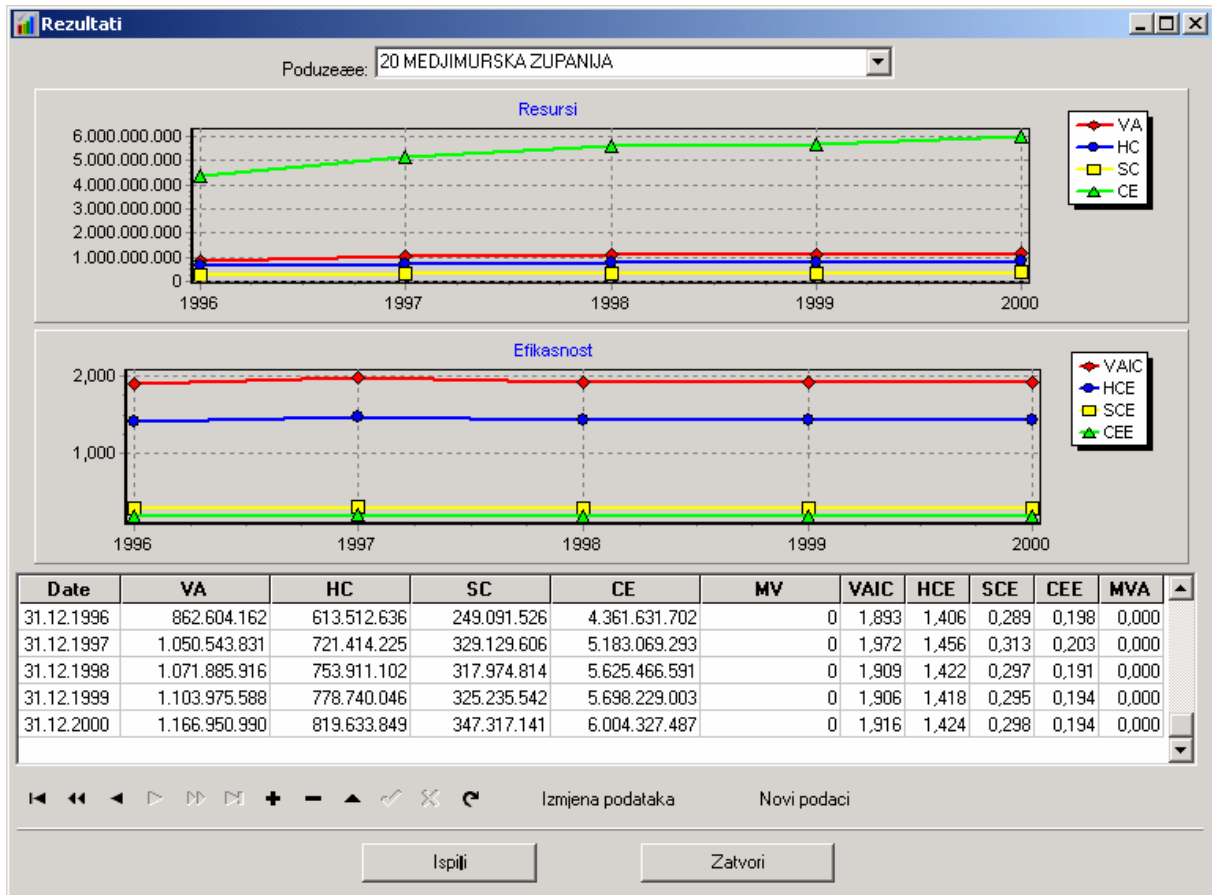 Rezultati
Poduzeæe: 20 MEDJIMURSKA ZUPANIJA
Resursi
6.000.000.000
5.000.000.000
4.000.000.000
3.000.000.000
2.000.000.000
1.000.000.000
0
1996 1997 1998 1999 2000
VA
HC
SC
CE
Efikasnost
2,000
1,000
1996 1997 1998 1999 2000
VAIC
HCE
SCE
CEE
Date VA HC SC CE MV VAIC HCE SCE CEE MVA
31.12.1996 862.604.162 613.512.636 249.091.526 4.361.631.702 0 1,893 1,406 0,289 0,198 0,000
31.12.1997 1.050.543.831 721.414.225 329.129.606 5.183.069.293 0 1,972 1,456 0,313 0,203 0,000
31.12.1998 1.071.885.916 753.911.102 317.974.814 5.625.466.591 0 1,909 1,422 0,297 0,191 0,000
31.12.1999 1.103.975.588 778.740.046 325.235.542 5.698.229.003 0 1,906 1,418 0,295 0,194 0,000
31.12.2000 1.166.950.990 819.633.849 347.317.141 6.004.327.487 0 1,916 1,424 0,298 0,194 0,000
Izmjena podataka Novi podaci
Ispiši Zatvori